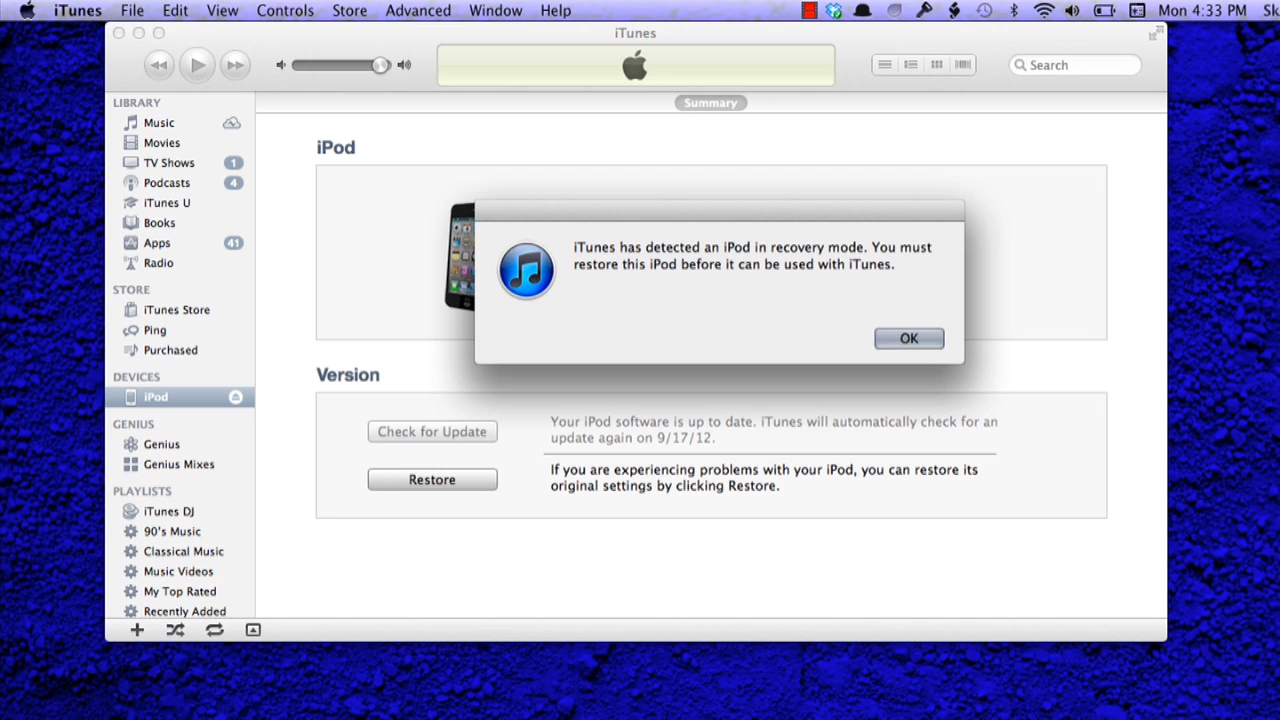 iTunes File Edit View Controls Store Advanced Window Help Mon 4:33 PM Sk
iTunes
Search
Summary
LIBRARY
Music
Movies
TV Shows 1
Podcasts 4
iTunes U
Books
Apps 41
Radio
STORE
iTunes Store
Ping
Purchased
DEVICES
iPod
GENIUS
Genius
Genius Mixes
PLAYLISTS
iTunes DJ
90's Music
Classical Music
Music Videos
My Top Rated
Recently Added
iPod
iTunes has detected an iPod in recovery mode. You must
restore this iPod before it can be used with iTunes.
OK
Version
Check for Update
Your iPod software is up to date. iTunes will automatically check for an
update again on 9/17/12.
Restore
If you are experiencing problems with your iPod, you can restore its
original settings by clicking Restore.